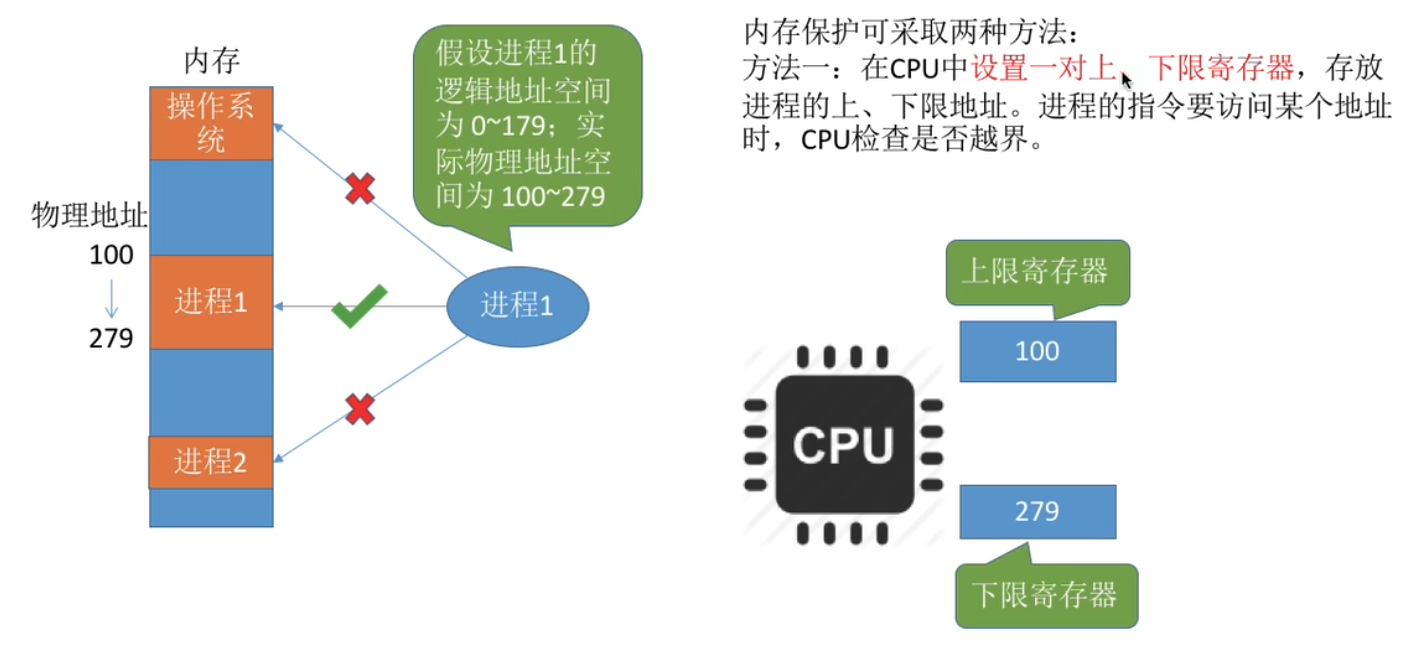 内存
操作系
统
物理地址
100
279
进程1
进程2
假设进程1的
逻辑地址空间
为 0~179；实
际物理地址空
间为 100~279
进程1
内存保护可采取两种方法：
方法一：在CPU中设置一对上、下限寄存器，存放
进程的上、下限地址。进程的指令要访问某个地址
时，CPU检查是否越界。
上限寄存器
100
CPU
279
下限寄存器